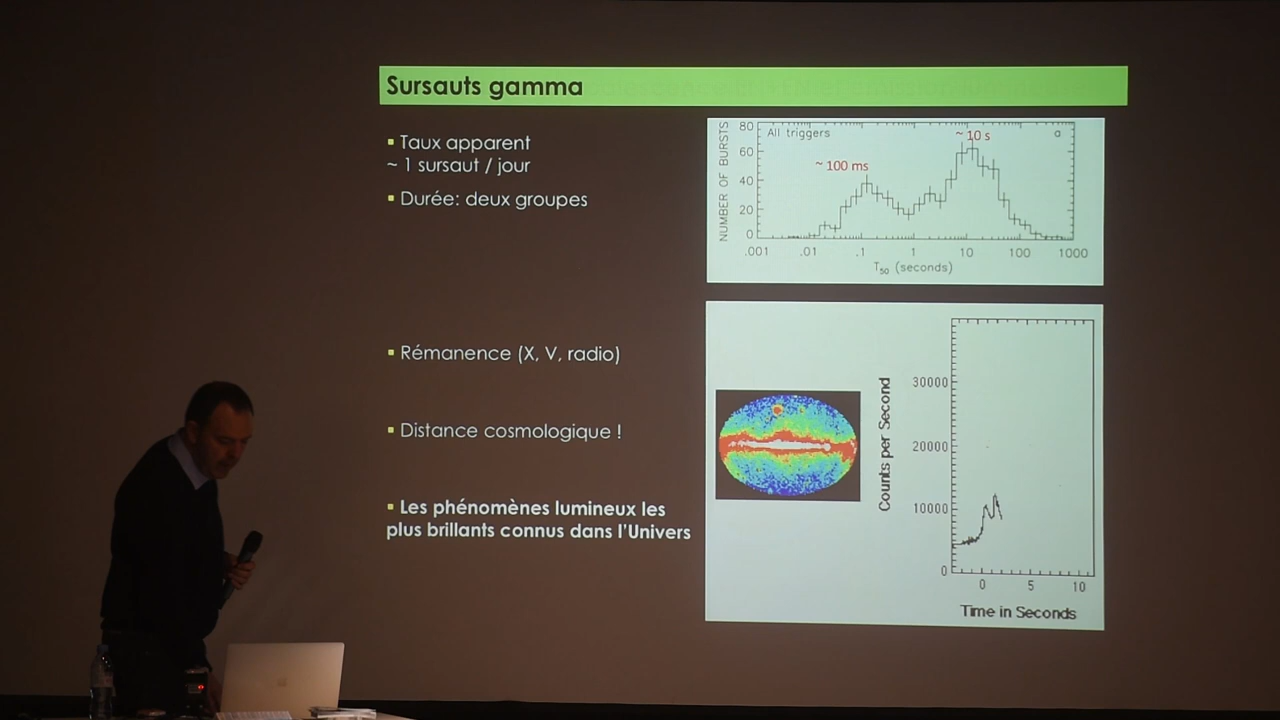 Sursauts gamma
▪ Taux apparent
~ 1 sursaut / jour
▪ Durée: deux groupes
▪ Rémanence (X, V, radio)
▪ Distance cosmologique !
▪ Les phénomènes lumineux les
plus brillants connus dans l'Univers
NUMBER OF BURSTS
80
60
40
20
0
All triggers
~ 10 s
a
~ 100 ms
.001 .01 .1 1 10 100 1000
T50 (seconds)
Counts per Second
30000
20000
10000
0
0 5 10
Time in Seconds